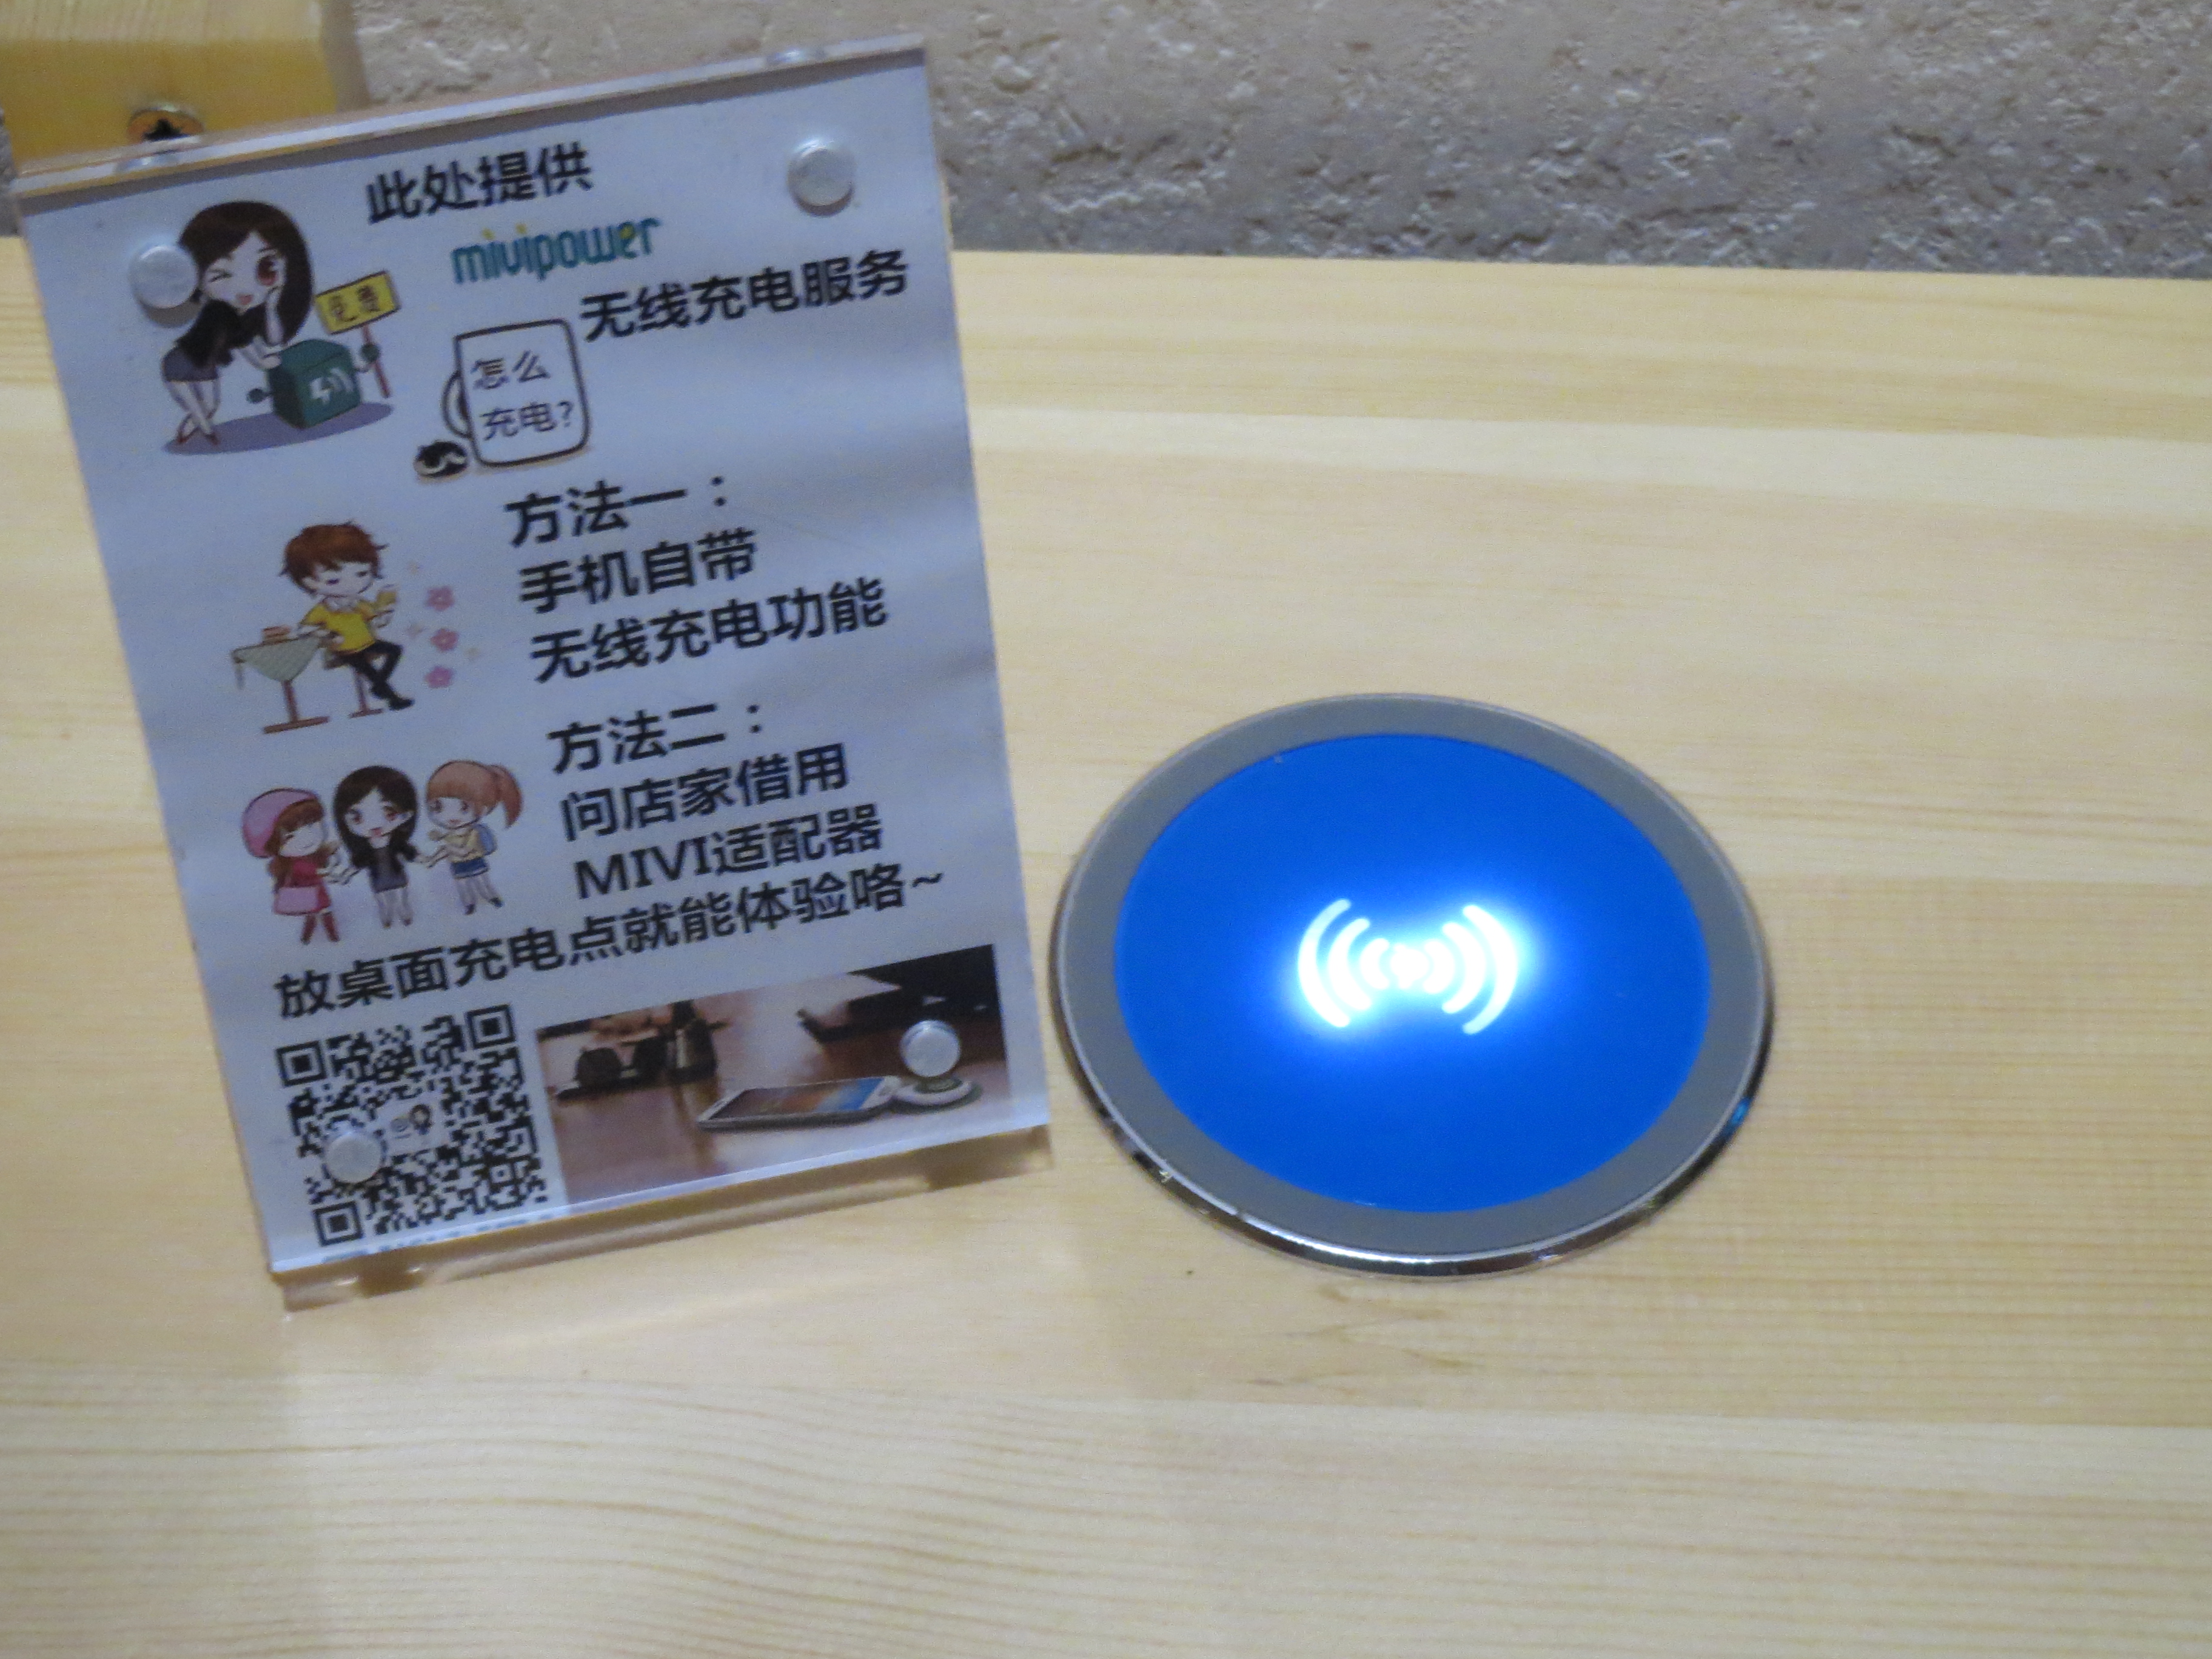 此处提供
mivipower
无线充电服务
免费
怎么
充电?
方法一：
手机自带
无线充电功能
方法二：
问店家借用
MIVI适配器
放桌面充电点就能体验咯~